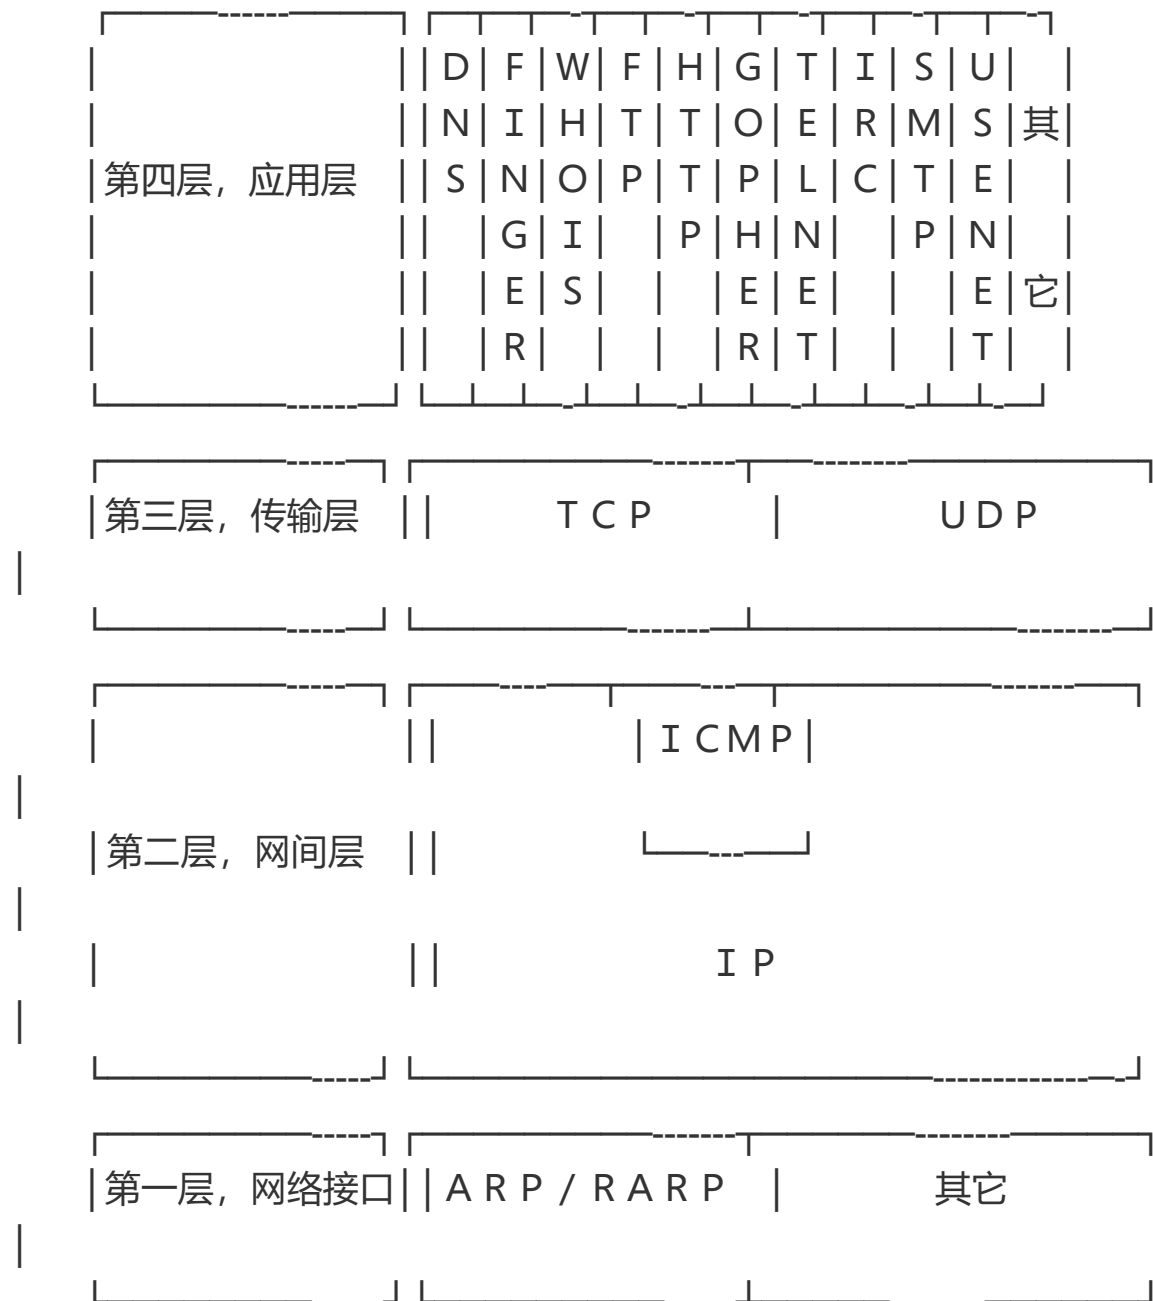 D F W F H G T I S U
N I H T T O E R M S 其
第四层，应用层 S N O P T P L C T E
G I P H N P N
E S E E E 它
R R T T
第三层，传输层 TCP UDP
ICMP
第二层，网间层
IP
第一层，网络接口 ARP/RARP 其它